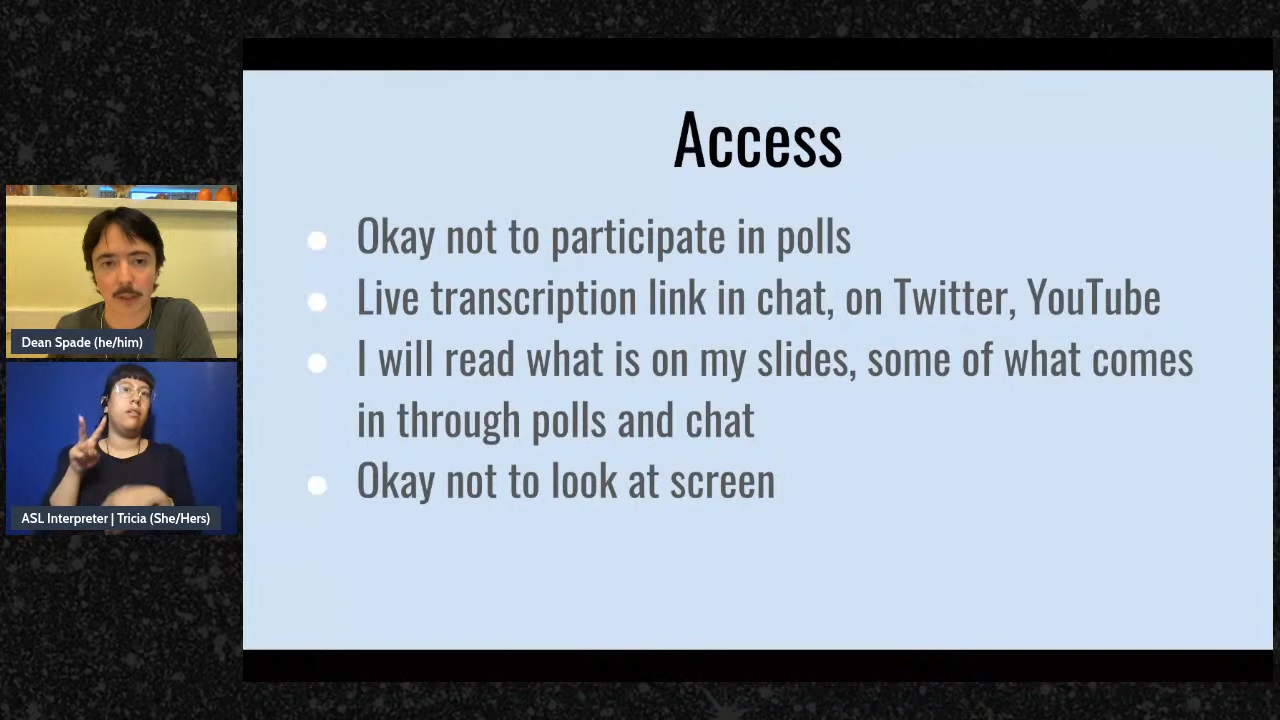 Access
Okay not to participate in polls
Live transcription link in chat, on Twitter, YouTube
I will read what is on my slides, some of what comes
in through polls and chat
Okay not to look at screen
Dean Spade (he/him)
ASL Interpreter | Tricia (She/Hers)